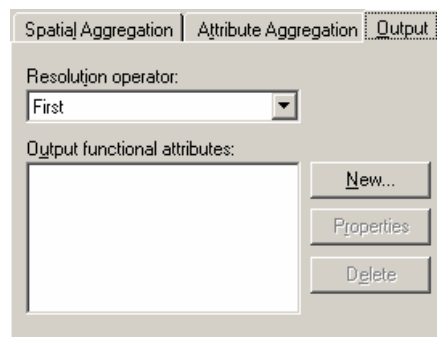 Spatial Aggregation Attribute Aggregation Output
Resolution operator:
First
Output functional attributes:
New...
Properties
Delete